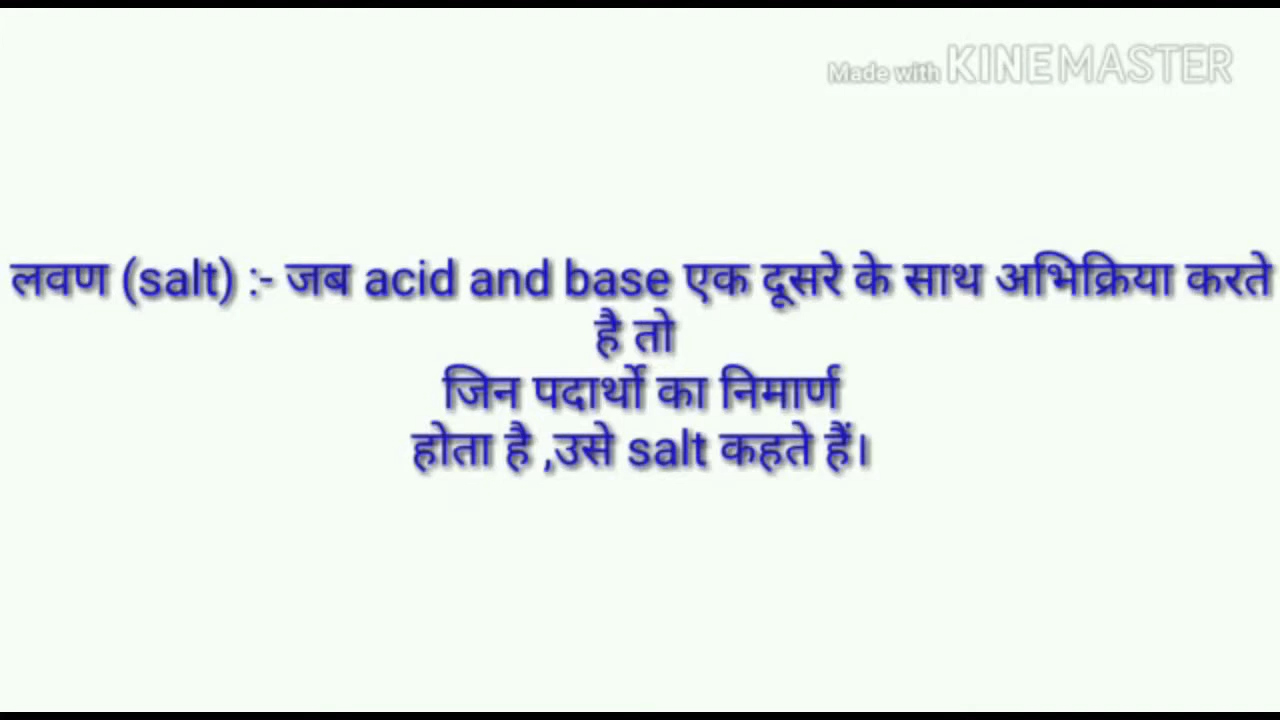 Made with KINEMASTER
लवण (salt) :- जब acid and base एक दूसरे के साथ अभिक्रिया करते
है तो
जिन पदार्थो का निमार्ण
होता है ,उसे salt कहते हैं।